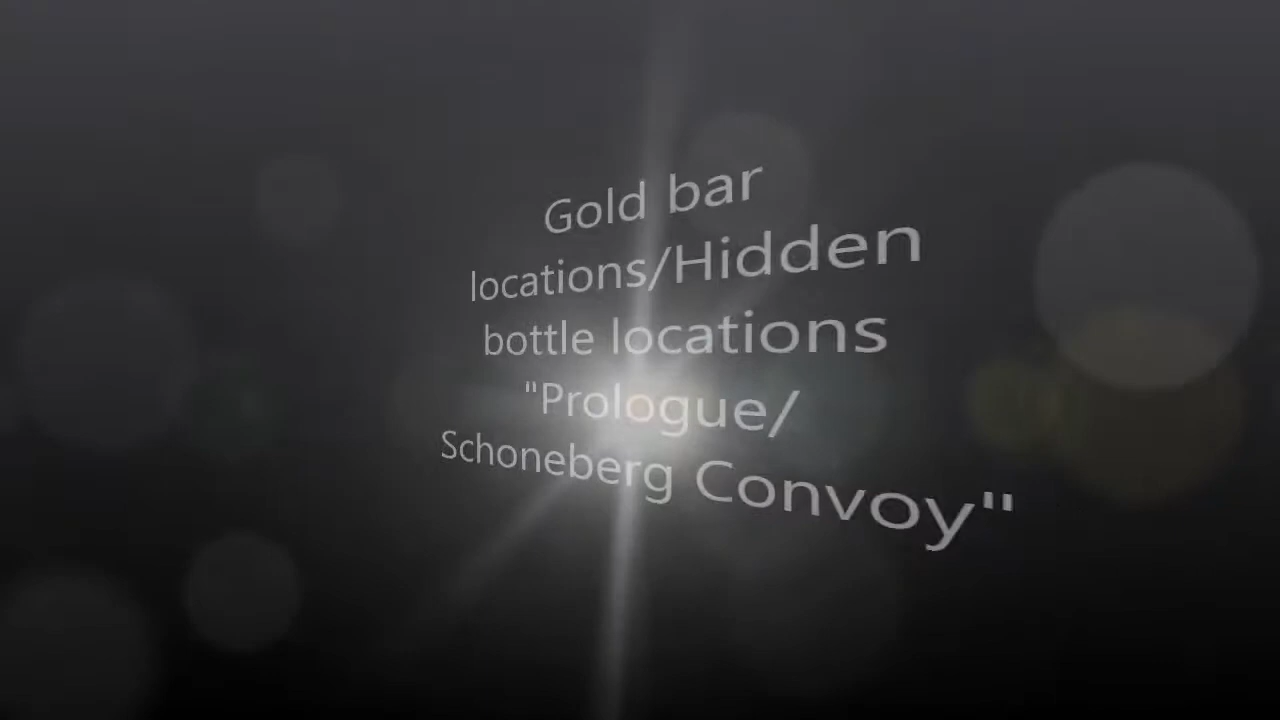 Gold bar
locations/Hidden
bottle locations
"Prologue/
Schoneberg Convoy"